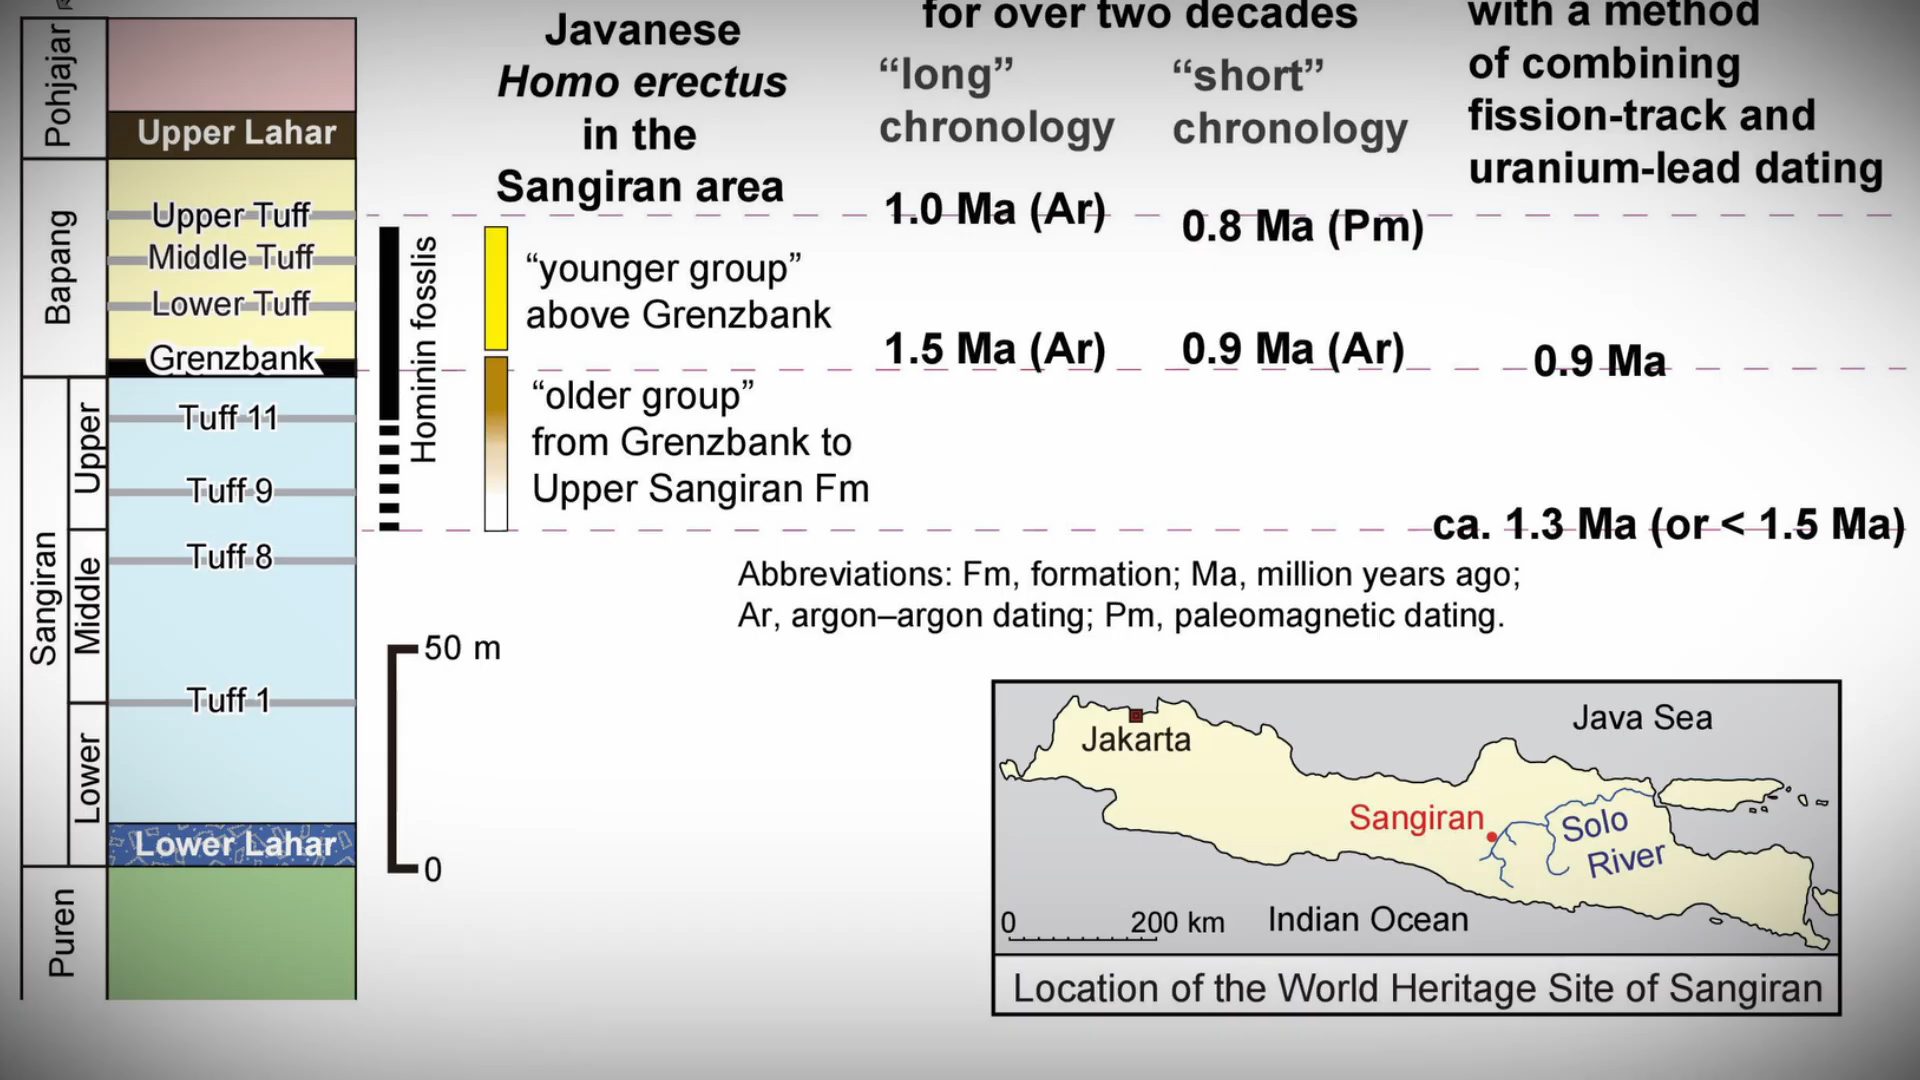 Pohjajar
Upper Lahar
Bapang
Upper Tuff
Middle Tuff
Lower Tuff
Grenzbank
Sangiran
Upper
Tuff 11
Tuff 9
Middle
Tuff 8
Tuff 1
Lower
Lower Lahar
Puren
Hominin fosslis
50 m
0
Javanese
Homo erectus
in the
Sangiran area
“younger group”
above Grenzbank
“older group”
from Grenzbank to
Upper Sangiran Fm
for over two decades
“long”
chronology
1.0 Ma (Ar)
1.5 Ma (Ar)
“short”
chronology
0.8 Ma (Pm)
0.9 Ma (Ar)
with a method
of combining
fission-track and
uranium-lead dating
0.9 Ma
ca. 1.3 Ma (or < 1.5 Ma)
Abbreviations: Fm, formation; Ma, million years ago;
Ar, argon–argon dating; Pm, paleomagnetic dating.
Jakarta
Java Sea
Sangiran
Solo
River
0
200 km
Indian Ocean
Location of the World Heritage Site of Sangiran